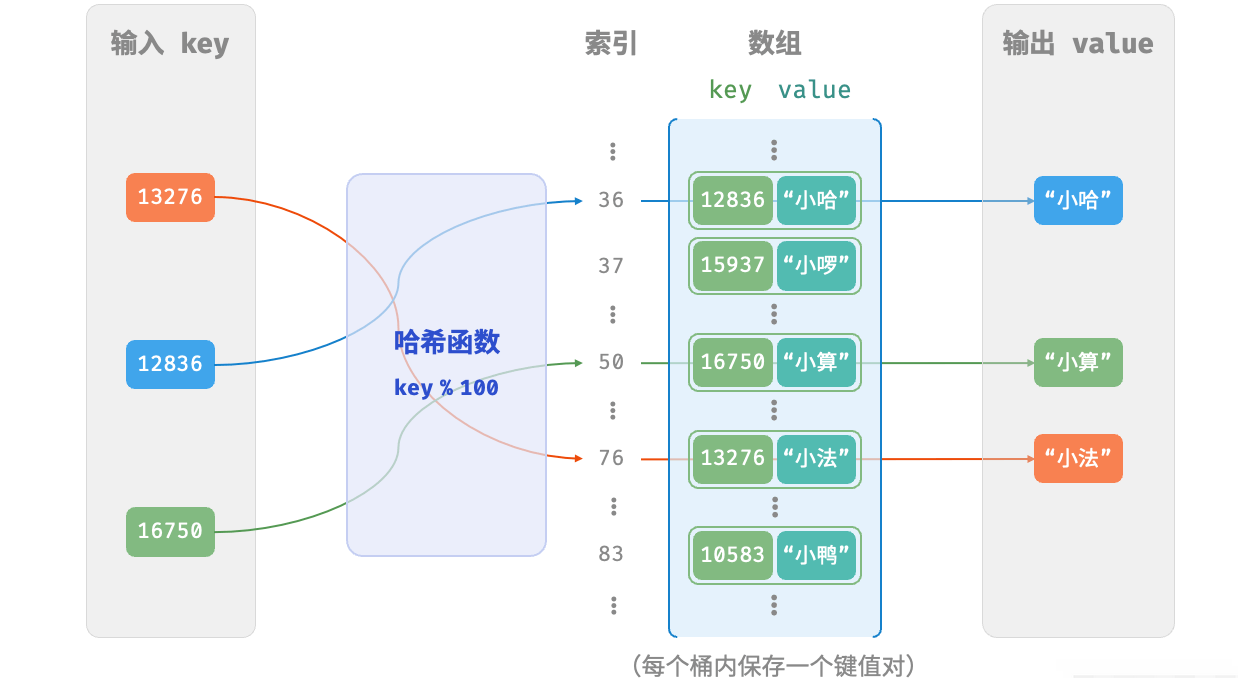 输入 key
索引
数组
输出 value
key value
13276
12836
16750
哈希函数
key % 100
36
12836 “小哈”
“小哈”
37
15937 “小啰”
50
16750 “小算”
“小算”
76
13276 “小法”
“小法”
83
10583 “小鸭”
(每个桶内保存一个键值对)